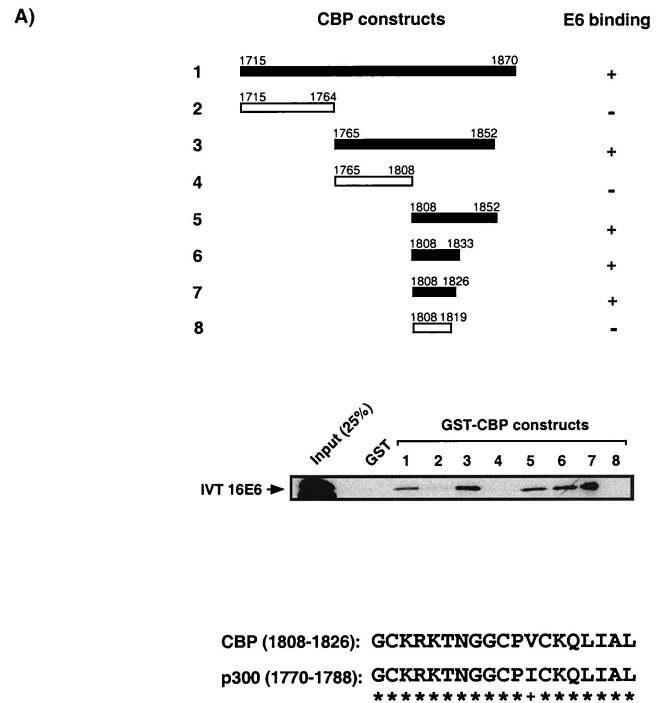 A)
CBP constructs E6 binding
1 1715 1870 +
2 1715 1764 -
3 1765 1852 +
4 1765 1808 -
5 1808 1852 +
6 1808 1833 +
7 1808 1826 +
8 1808 1819 -
Input (25%) GST GST-CBP constructs
1 2 3 4 5 6 7 8
IVT 16E6
CBP (1808-1826): GCKRKTNGGCPVCKQLIAL
p300 (1770-1788): GCKRKTNGGCPICKQLIAL
***********+*******